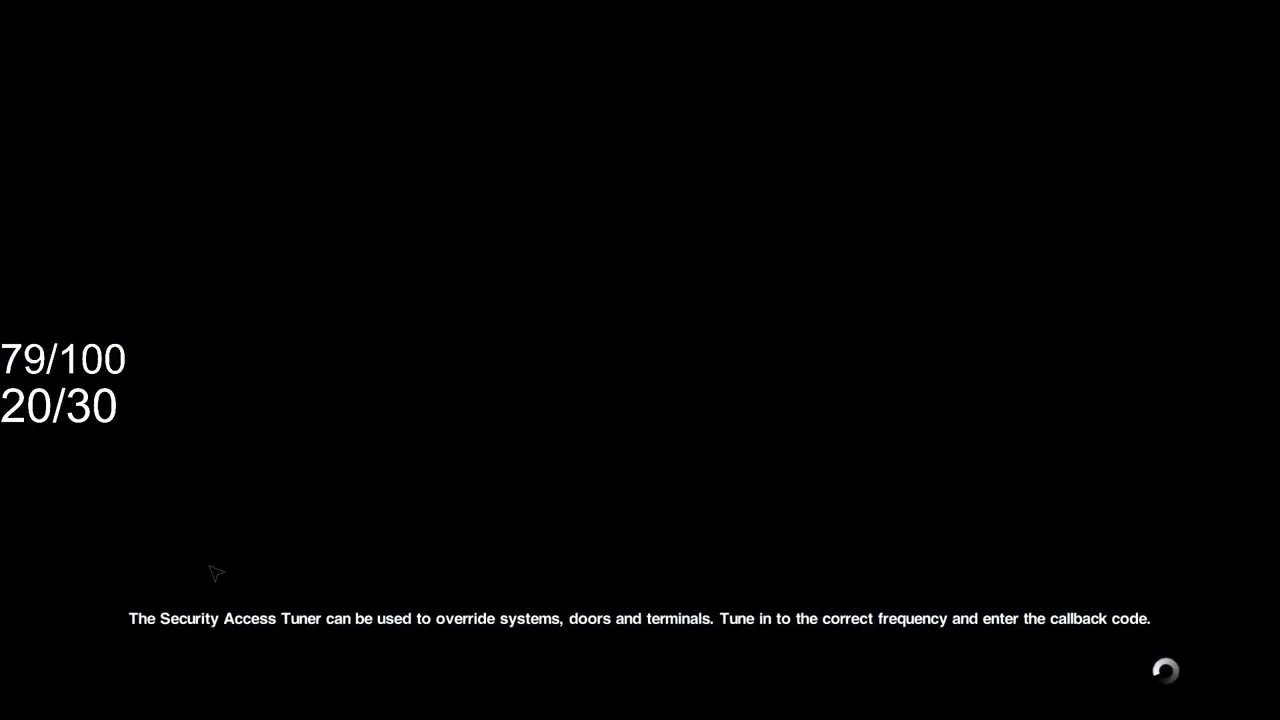 79/100
20/30
The Security Access Tuner can be used to override systems, doors and terminals. Tune in to the correct frequency and enter the callback code.